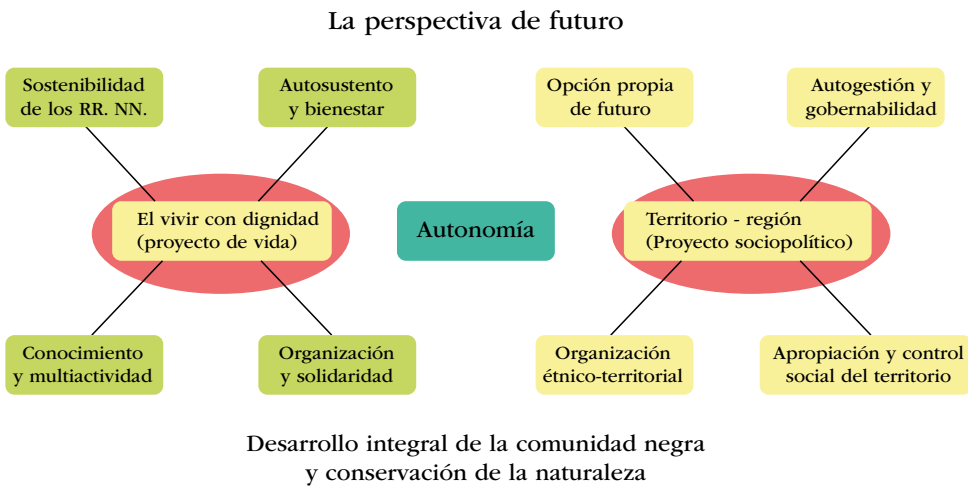 La perspectiva de futuro
Sostenibilidad
de los RR. NN.
Autosustento
y bienestar
Opción propia
de futuro
Autogestión y
gobernabilidad
El vivir con dignidad
(proyecto de vida)
Autonomía
Territorio - región
(Proyecto sociopolítico)
Conocimiento
y multiactividad
Organización
y solidaridad
Organización
étnico-territorial
Apropiación y control
social del territorio
Desarrollo integral de la comunidad negra
y conservación de la naturaleza